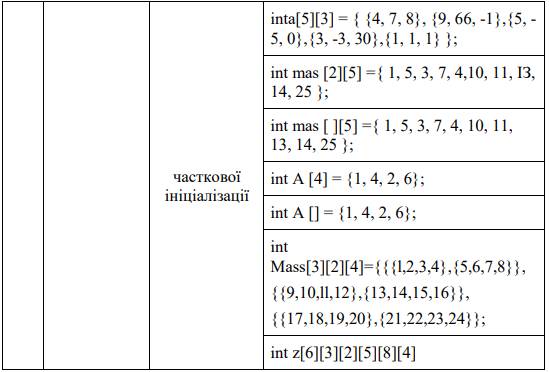 inta[5][3] = { {4, 7, 8}, {9, 66, -1},{5, -
5, 0},{3, -3, 30},{1, 1, 1} };
int mas [2][5] ={ 1, 5, 3, 7, 4,10, 11, ІЗ,
14, 25 };
int mas [ ][5] ={ 1, 5, 3, 7, 4, 10, 11,
13, 14, 25 };
часткової
ініціалізації
int A [4] = {1, 4, 2, 6};
int A [] = {1, 4, 2, 6};
int
Mass[3][2][4]={{{l,2,3,4},{5,6,7,8}},
{{9,10,ll,12},{13,14,15,16}},
{{17,18,19,20},{21,22,23,24}};
int z[6][3][2][5][8][4]